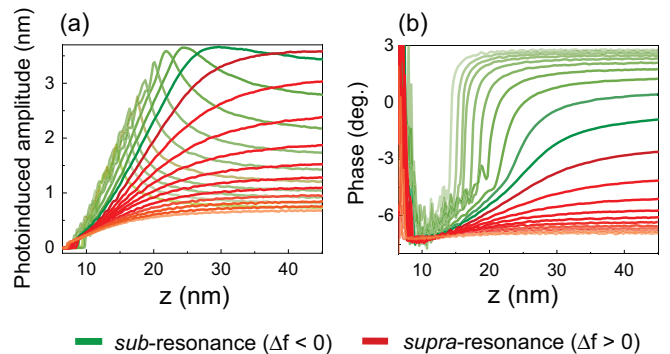 (a)
(b)
Photoinduced amplitude (nm)
3
2
1
0
10 20 30 40
z (nm)
Phase (deg.)
3
0
-3
-6
10 20 30 40
z (nm)
sub-resonance (Δf < 0)
supra-resonance (Δf > 0)